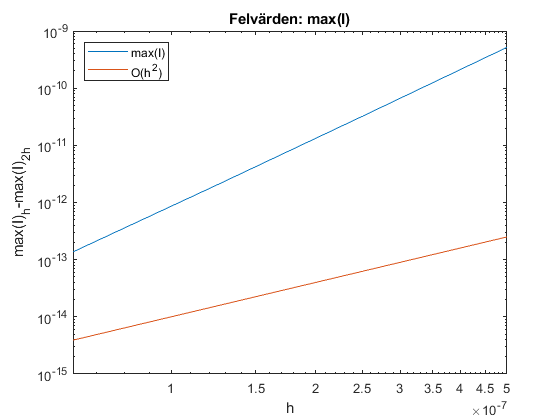 Felvärden: max(I)
max(I)
O(h²)
10⁻⁹
10⁻¹⁰
10⁻¹¹
10⁻¹²
10⁻¹³
10⁻¹⁴
10⁻¹⁵
max(I)ₕ-max(I)₂ₕ
1 1.5 2 2.5 3 3.5 4 4.5 5
h
×10⁻⁷